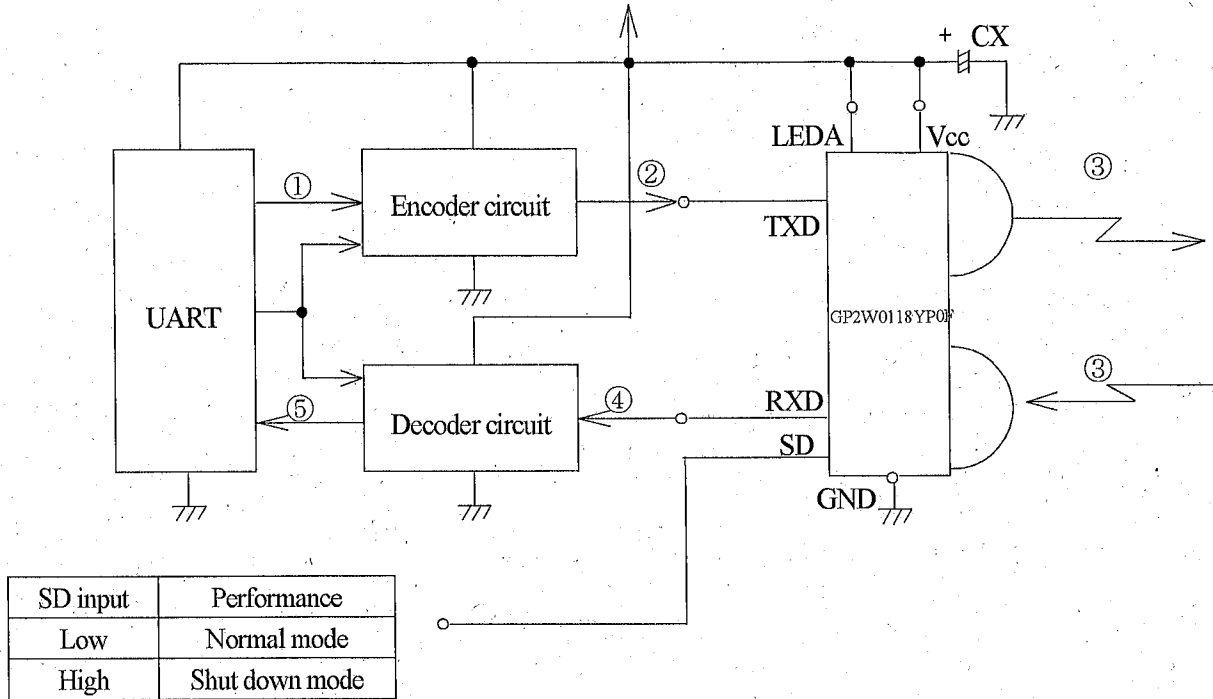 + CX
LEDA
Vcc
①
Encoder circuit
②
TXD
③
UART
GP2W0118YP0F
⑤
Decoder circuit
④
RXD
③
SD
GND
SD input Performance
Low Normal mode
High Shut down mode